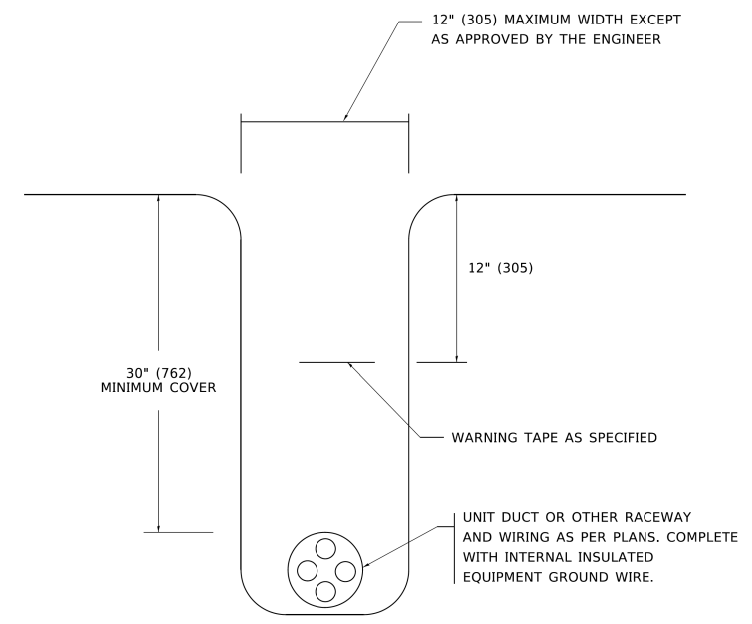 12" (305) MAXIMUM WIDTH EXCEPT
AS APPROVED BY THE ENGINEER
12" (305)
30" (762)
MINIMUM COVER
WARNING TAPE AS SPECIFIED
UNIT DUCT OR OTHER RACEWAY
AND WIRING AS PER PLANS. COMPLETE
WITH INTERNAL INSULATED
EQUIPMENT GROUND WIRE.